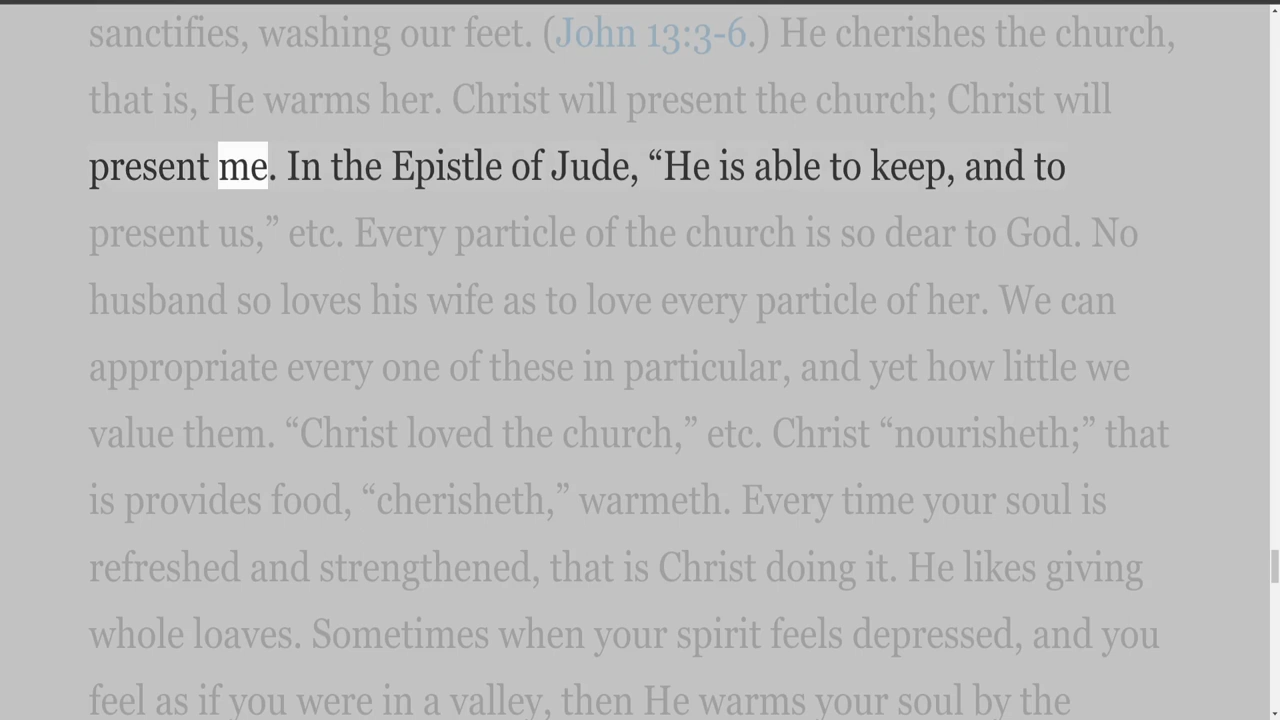 sanctifies, washing our feet. (John 13:3-6.) He cherishes the church,
that is, He warms her. Christ will present the church; Christ will
present me. In the Epistle of Jude, “He is able to keep, and to
present us,” etc. Every particle of the church is so dear to God. No
husband so loves his wife as to love every particle of her. We can
appropriate every one of these in particular, and yet how little we
value them. “Christ loved the church,” etc. Christ “nourisheth;” that
is provides food, “cherisheth,” warmeth. Every time your soul is
refreshed and strengthened, that is Christ doing it. He likes giving
whole loaves. Sometimes when your spirit feels depressed, and you
feel as if you were in a valley, then He warms your soul by the